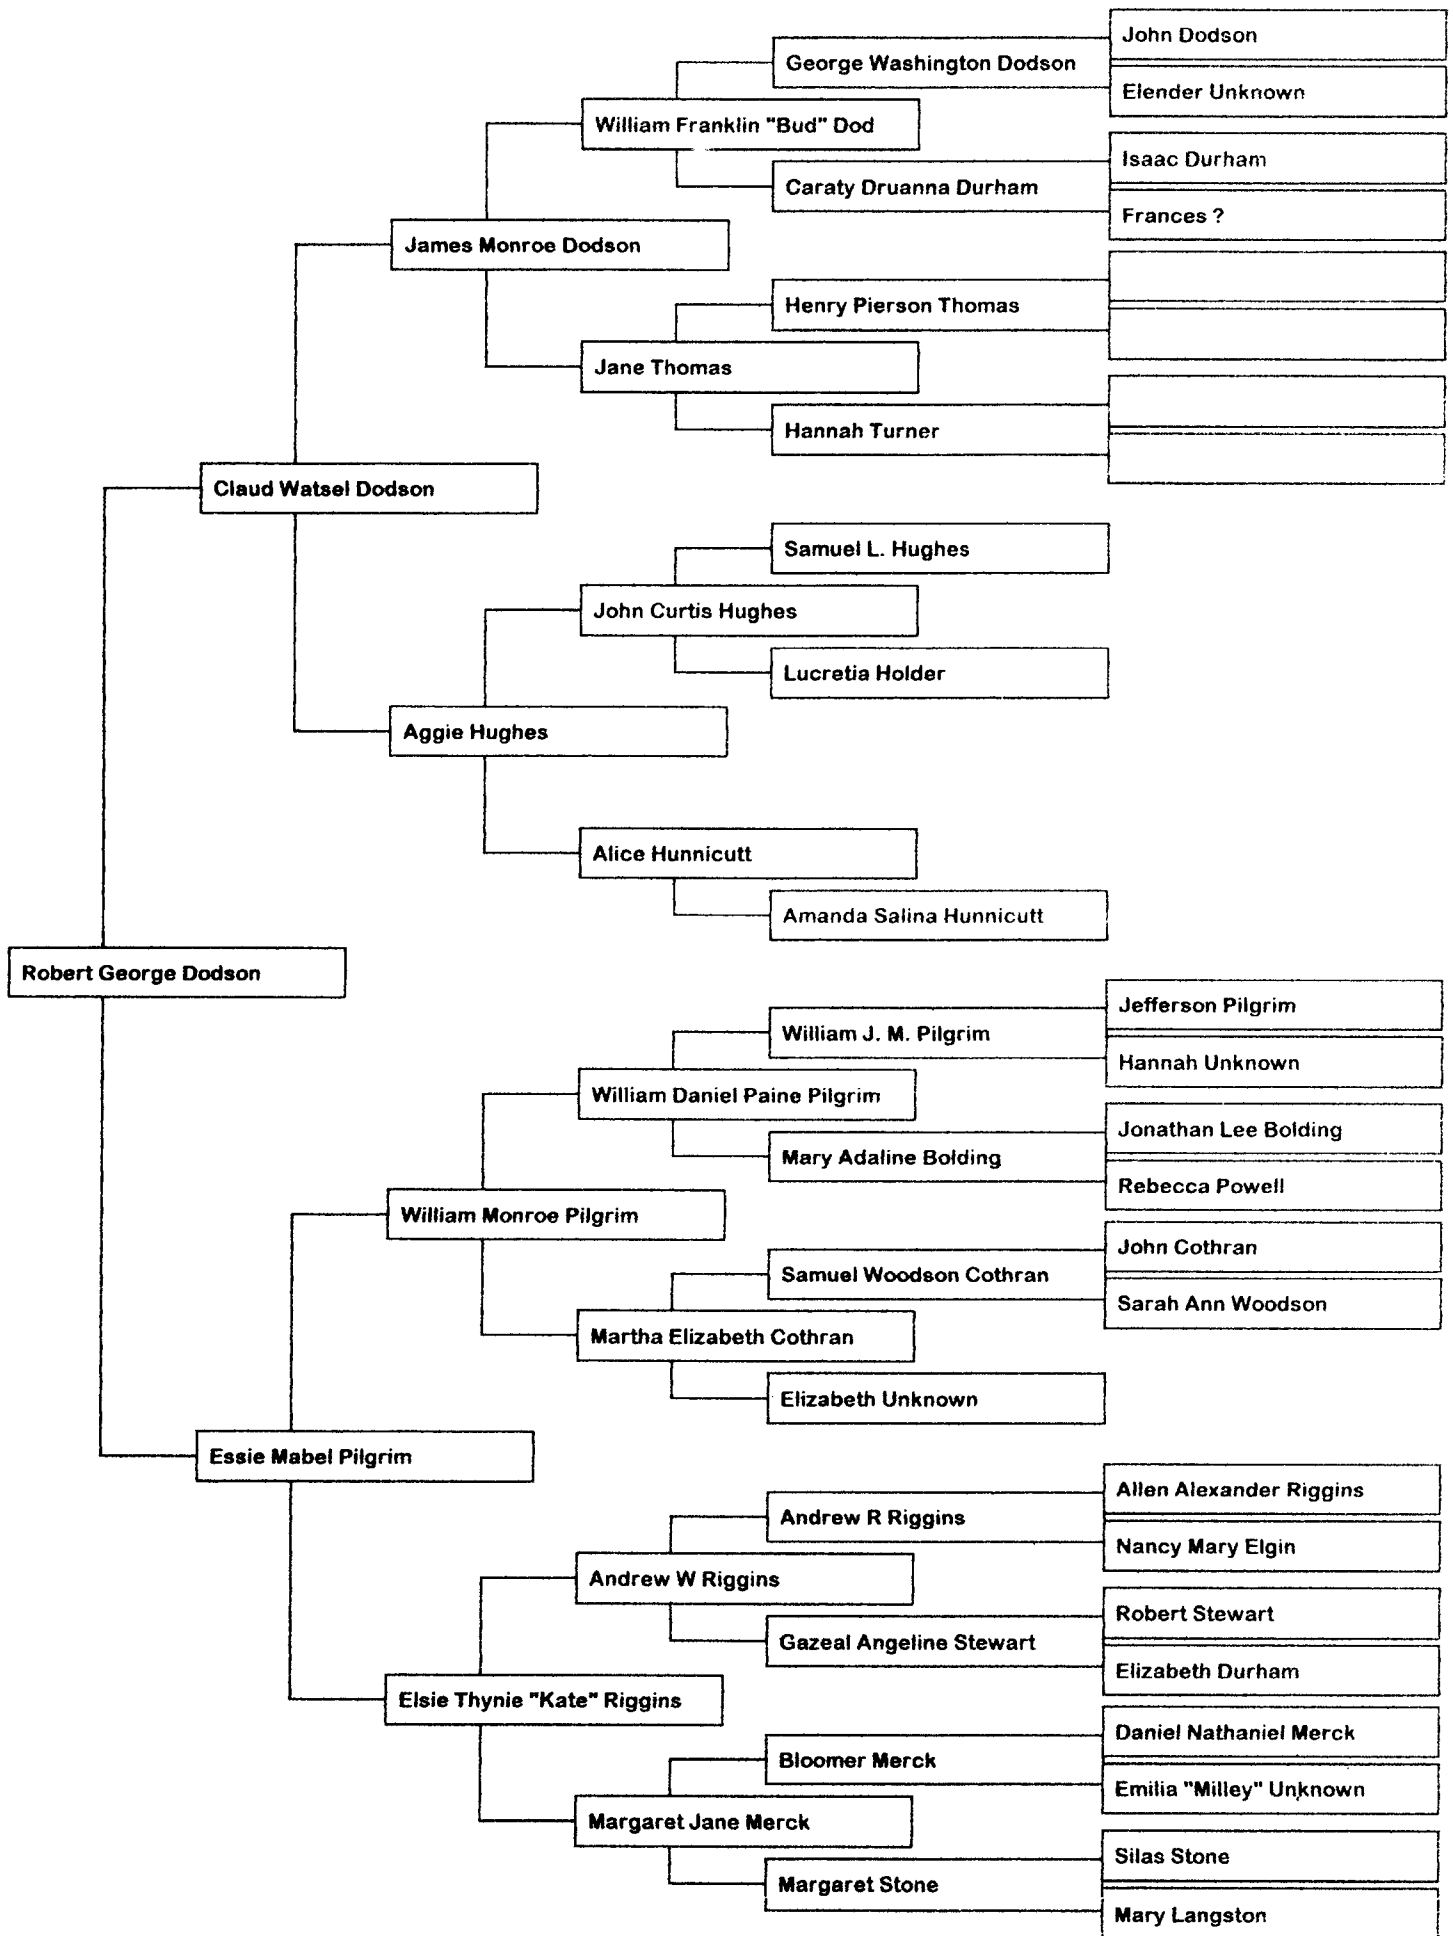 John Dodson
George Washington Dodson
Elender Unknown
William Franklin "Bud" Dod
Isaac Durham
Caraty Druanna Durham
Frances ?
James Monroe Dodson
Henry Pierson Thomas
Jane Thomas
Hannah Turner
Claud Watsel Dodson
Samuel L. Hughes
John Curtis Hughes
Lucretia Holder
Aggie Hughes
Alice Hunnicutt
Amanda Salina Hunnicutt
Robert George Dodson
Jefferson Pilgrim
William J. M. Pilgrim
Hannah Unknown
William Daniel Paine Pilgrim
Jonathan Lee Bolding
Mary Adaline Bolding
Rebecca Powell
William Monroe Pilgrim
John Cothran
Samuel Woodson Cothran
Sarah Ann Woodson
Martha Elizabeth Cothran
Elizabeth Unknown
Essie Mabel Pilgrim
Allen Alexander Riggins
Andrew R Riggins
Nancy Mary Elgin
Andrew W Riggins
Robert Stewart
Gazeal Angeline Stewart
Elizabeth Durham
Elsie Thynie "Kate" Riggins
Daniel Nathaniel Merck
Bloomer Merck
Emilia "Milley" Unknown
Margaret Jane Merck
Silas Stone
Margaret Stone
Mary Langston